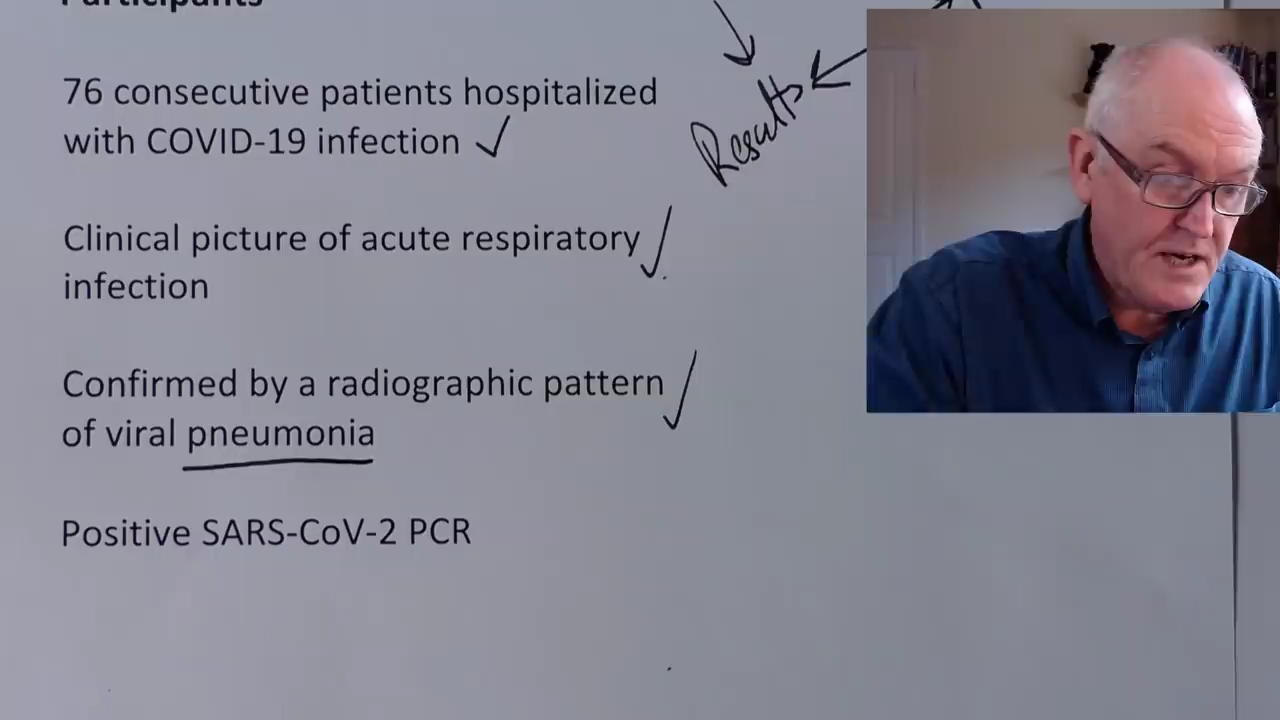 Participants
76 consecutive patients hospitalized
with COVID-19 infection
Results
Clinical picture of acute respiratory
infection
Confirmed by a radiographic pattern
of viral pneumonia
Positive SARS-CoV-2 PCR